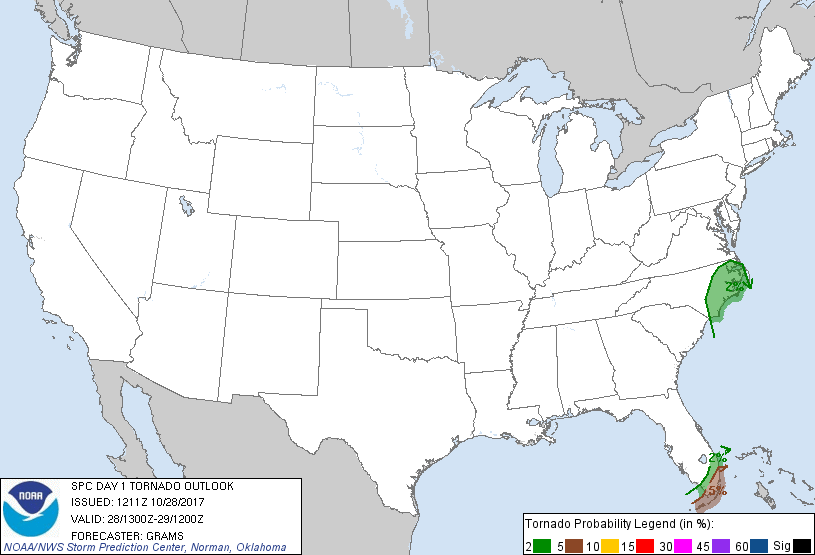 2%
2%
5%
NOAA
SPC DAY 1 TORNADO OUTLOOK
ISSUED: 1211Z 10/28/2017
VALID: 28/1300Z-29/1200Z
FORECASTER: GRAMS
NOAA/NWS Storm Prediction Center, Norman, Oklahoma
Tornado Probability Legend (in %):
2 5 10 15 30 45 60 Sig